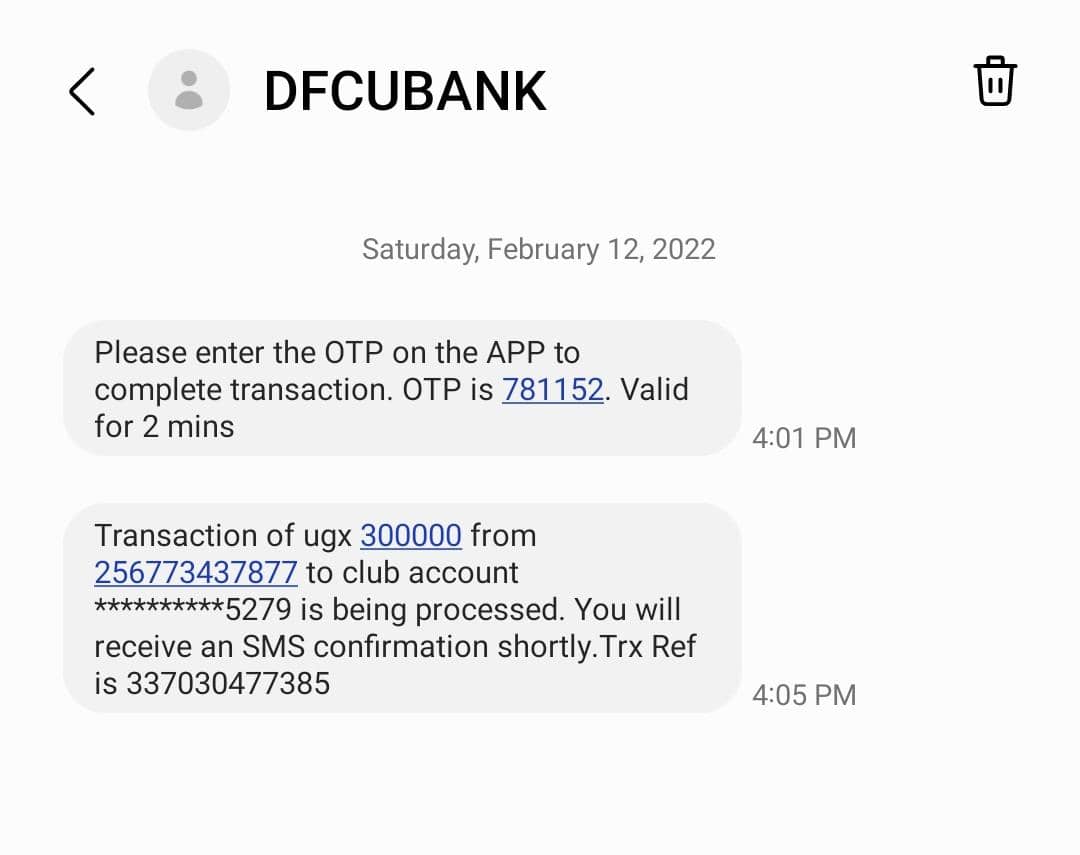 DFCUBANK
Saturday, February 12, 2022
Please enter the OTP on the APP to
complete transaction. OTP is 781152. Valid
for 2 mins
4:01 PM
Transaction of ugx 300000 from
256773437877 to club account
**********5279 is being processed. You will
receive an SMS confirmation shortly.Trx Ref
is 337030477385
4:05 PM